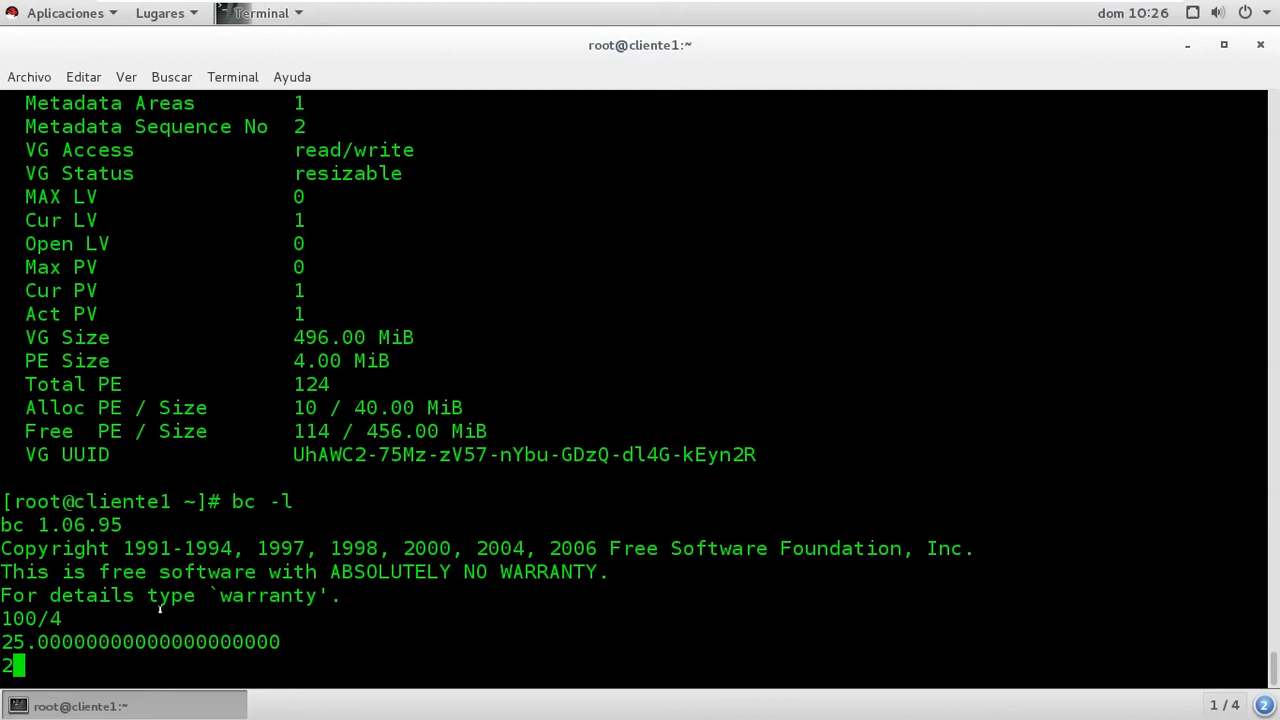 Aplicaciones Lugares Terminal dom 10:26
root@cliente1:~
Archivo Editar Ver Buscar Terminal Ayuda
Metadata Areas 1
Metadata Sequence No 2
VG Access read/write
VG Status resizable
MAX LV 0
Cur LV 1
Open LV 0
Max PV 0
Cur PV 1
Act PV 1
VG Size 496.00 MiB
PE Size 4.00 MiB
Total PE 124
Alloc PE / Size 10 / 40.00 MiB
Free PE / Size 114 / 456.00 MiB
VG UUID UhAWC2-75Mz-zV57-nYbu-GDzQ-dl4G-kEyn2R
[root@cliente1 ~]# bc -l
bc 1.06.95
Copyright 1991-1994, 1997, 1998, 2000, 2004, 2006 Free Software Foundation, Inc.
This is free software with ABSOLUTELY NO WARRANTY.
For details type `warranty'.
100/4
25.00000000000000000000
2
root@cliente1:~ 1 / 4 2